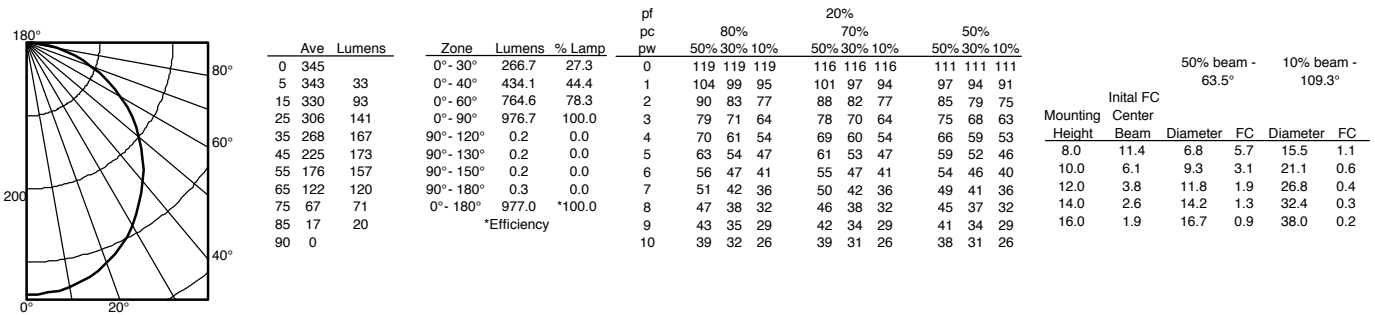 180°
80°
60°
200
40°
0° 20°
Ave Lumens
0 345
5 343 33
15 330 93
25 306 141
35 268 167
45 225 173
55 176 157
65 122 120
75 67 71
85 17 20
90 0
Zone Lumens % Lamp
0°- 30° 266.7 27.3
0°- 40° 434.1 44.4
0°- 60° 764.6 78.3
0°- 90° 976.7 100.0
90°- 120° 0.2 0.0
90°- 130° 0.2 0.0
90°- 150° 0.2 0.0
90°- 180° 0.3 0.0
0°- 180° 977.0 *100.0
*Efficiency
pf 20%
pc 80% 70% 50%
pw 50% 30% 10% 50% 30% 10% 50% 30% 10%
0 119 119 119 116 116 116 111 111 111
1 104 99 95 101 97 94 97 94 91
2 90 83 77 88 82 77 85 79 75
3 79 71 64 78 70 64 75 68 63
4 70 61 54 69 60 54 66 59 53
5 63 54 47 61 53 47 59 52 46
6 56 47 41 55 47 41 54 46 40
7 51 42 36 50 42 36 49 41 36
8 47 38 32 46 38 32 45 37 32
9 43 35 29 42 34 29 41 34 29
10 39 32 26 39 31 26 38 31 26
50% beam - 10% beam -
63.5° 109.3°
Inital FC
Mounting Center
Height Beam Diameter FC Diameter FC
8.0 11.4 6.8 5.7 15.5 1.1
10.0 6.1 9.3 3.1 21.1 0.6
12.0 3.8 11.8 1.9 26.8 0.4
14.0 2.6 14.2 1.3 32.4 0.3
16.0 1.9 16.7 0.9 38.0 0.2